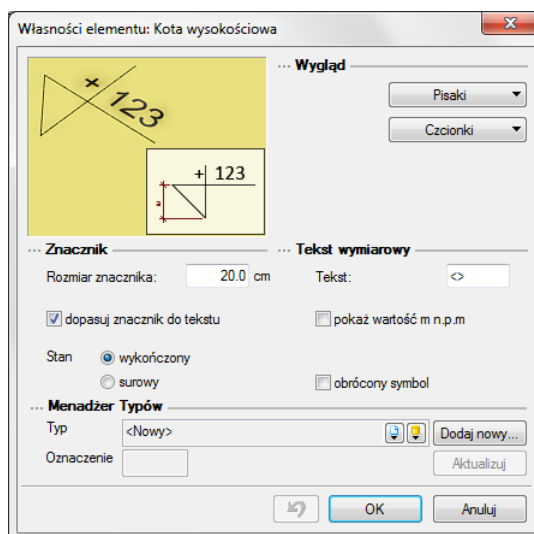 Własności elementu: Kota wysokościowa
Wygląd
+ 123
Pisaki
Czcionki
+ 123
Znacznik
Tekst wymiarowy
Rozmiar znacznika: 20.0 cm
Tekst: <>
dopasuj znacznik do tekstu
pokaż wartość m n.p.m
Stan
wykończony
surowy
obrócony symbol
Menadżer Typów
Typ <Nowy> Dodaj nowy...
Oznaczenie Aktualizuj
OK Anuluj